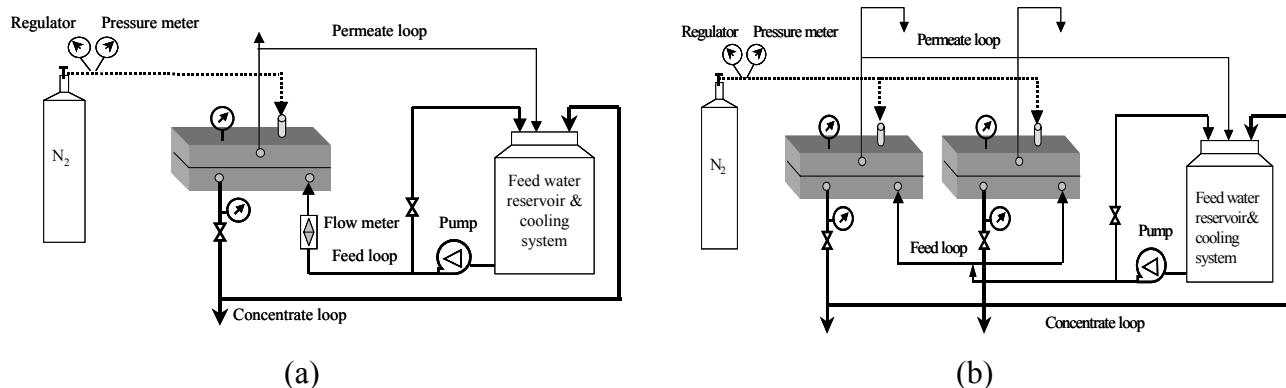 Regulator
Pressure meter
Permeate loop
N2
Flow meter
Feed loop
Pump
Feed water
reservoir &
cooling
system
Concentrate loop
(a)
Regulator
Pressure meter
Permeate loop
N2
Feed loop
Pump
Feed water
reservoir&
cooling
system
Concentrate loop
(b)